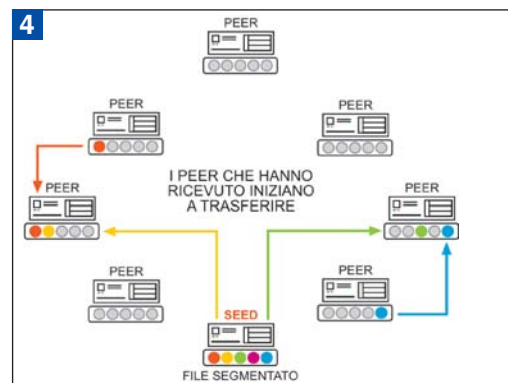 4
PEER
PEER
PEER
I PEER CHE HANNO
RICEVUTO INIZIANO
A TRASFERIRE
PEER
PEER
PEER
PEER
SEED
FILE SEGMENTATO